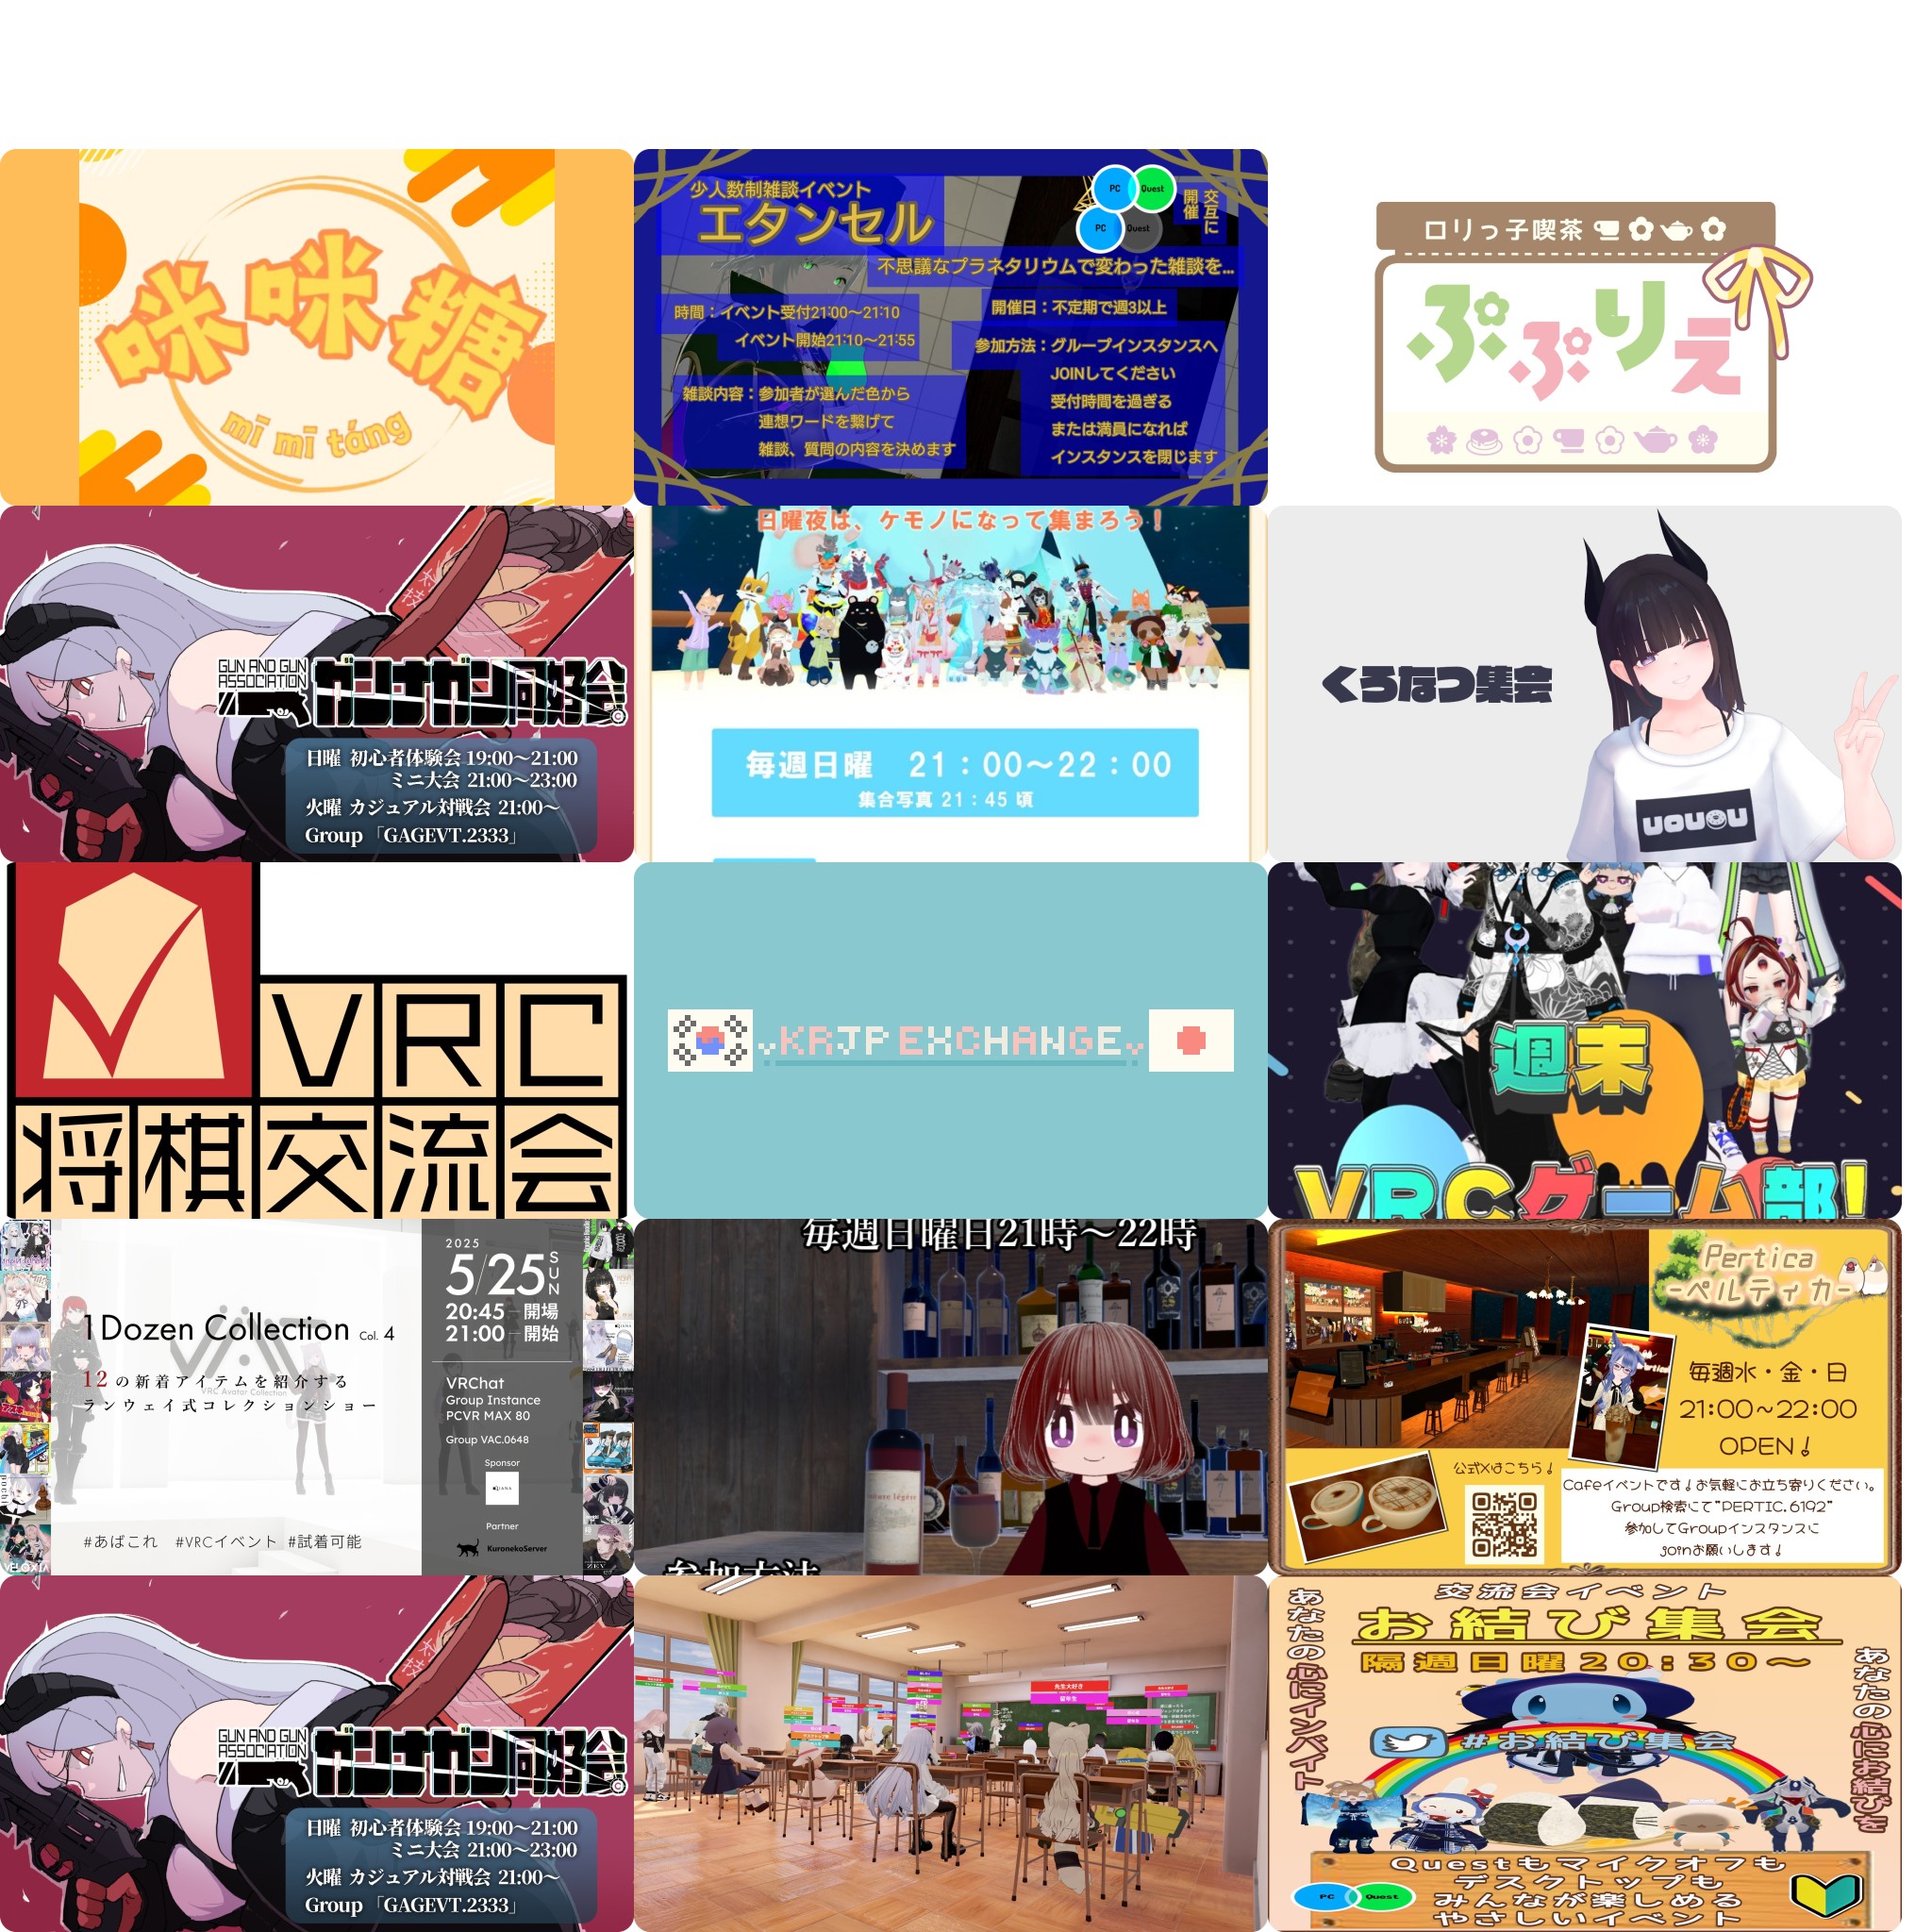 咪咪糖
mī mī táng
少人数制雑談イベント
エタンセル
PC
Quest
PC
Quest
交互に
開催
不思議なプラネタリウムで変わった雑談を…
時間：イベント受付21:00〜21:10
イベント開始21:10〜21:55
開催日：不定期で週3以上
参加方法：グループインスタンスへ
JOINしてください
受付時間を過ぎる
または満員になれば
インスタンスを閉じます
雑談内容：参加者が選んだ色から
連想ワードを繋げて
雑談、質問の内容を決めます
ロリっ子喫茶
ぷぷりえ
GUN AND GUN
ASSOCIATION
ガンナガン同好会
日曜 初心者体験会 19:00〜21:00
ミニ大会 21:00〜23:00
火曜 カジュアル対戦会 21:00〜
Group 「GAGEVT.2333」
日曜夜は、ケモノになって集まろう！
毎週日曜 21：00〜22：00
集合写真 21：45 頃
くろなつ集会
uouou
VRC
将棋交流会
KRJP EXCHANGE
週末
VRCゲーム部!
1Dozen Collection Col. 4
12の新着アイテムを紹介する
ランウェイ式コレクションショー
VRC Avatar Collection
#あばこれ #VRCイベント #試着可能
2025
5/25 SUN
20:45 開場
21:00 開始
VRChat
Group Instance
PCVR MAX 80
Group VAC.0648
Sponsor
Partner
KuronekoServer
毎週日曜日21時〜22時
参加方法
Pertica
-ペルティカ-
毎週水・金・日
21:00~22:00
OPEN！
公式Xはこちら！
Cafeイベントです！お気軽にお立ち寄りください。
Group検索にて"PERTIC.6192"
参加してGroupインスタンスに
joinお願いします！
GUN AND GUN
ASSOCIATION
ガンナガン同好会
日曜 初心者体験会 19:00〜21:00
ミニ大会 21:00〜23:00
火曜 カジュアル対戦会 21:00〜
Group 「GAGEVT.2333」
先生大好き
留年生
交流会イベント
お結び集会
隔週日曜20:30〜
あなたの心にインバイト
あなたの心にお結びを
#お結び集会
Questもマイクオフも
デスクトップも
みんなが楽しめる
やさしいイベント
PC
Quest